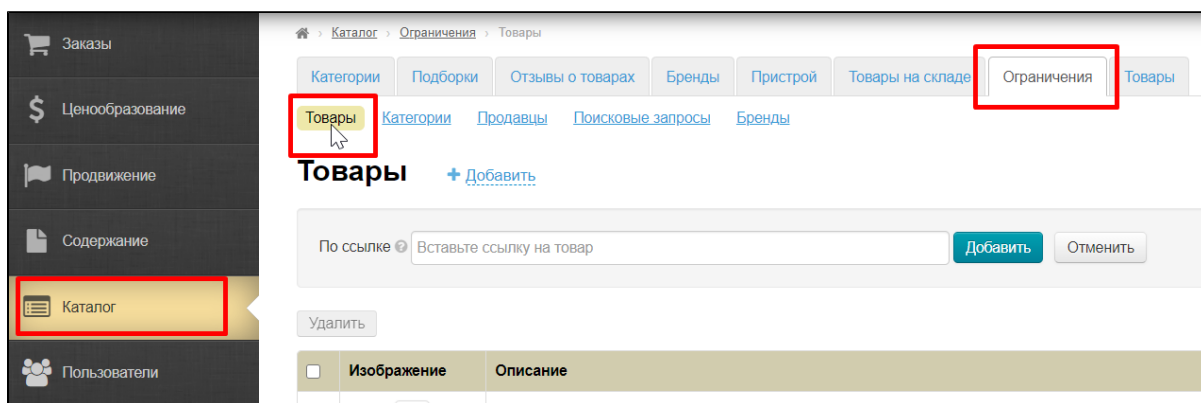 Заказы
Ценообразование
Продвижение
Содержание
Каталог
Пользователи
Каталог › Ограничения › Товары
Категории Подборки Отзывы о товарах Бренды Пристрой Товары на складе Ограничения Товары
Товары Категории Продавцы Поисковые запросы Бренды
Товары + Добавить
По ссылке ? Вставьте ссылку на товар Добавить Отменить
Удалить
Изображение Описание